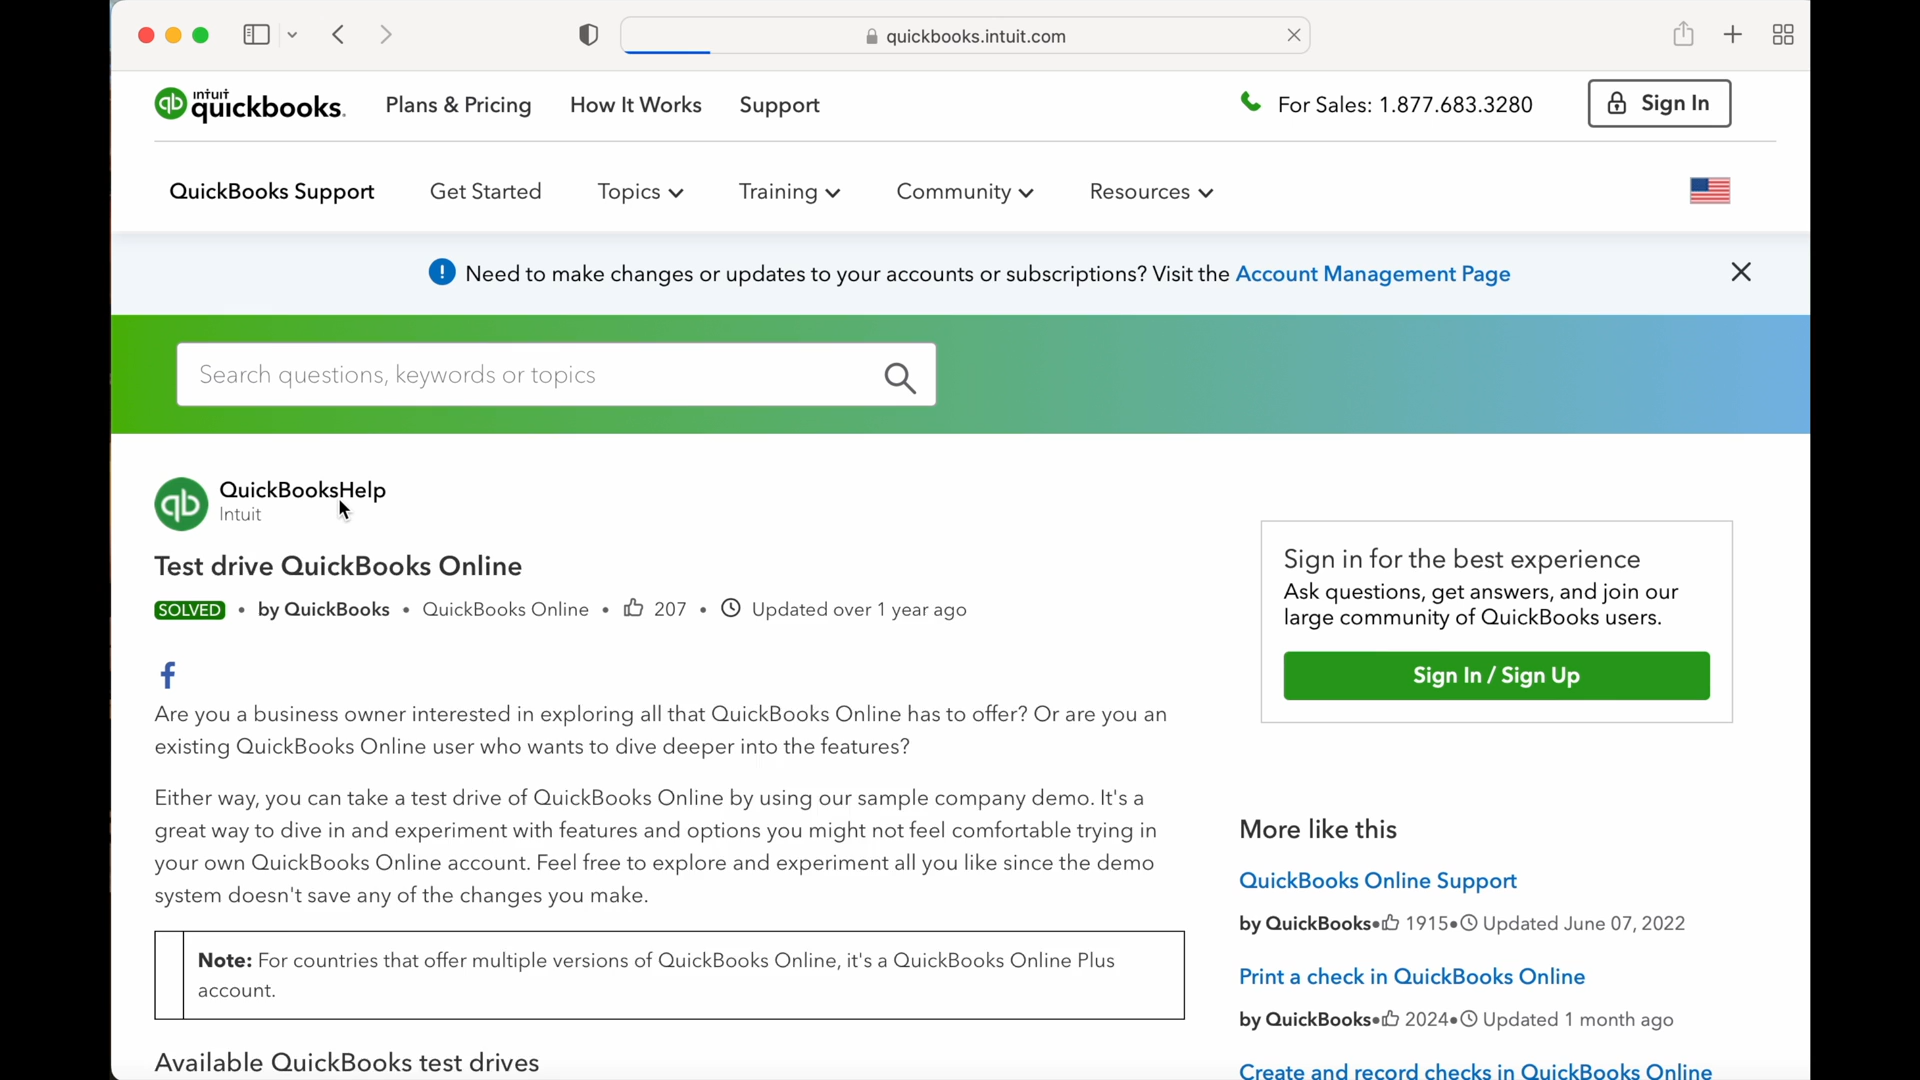 quickbooks.intuit.com
intuit quickbooks.
Plans & Pricing
How It Works
Support
For Sales: 1.877.683.3280
Sign In
QuickBooks Support
Get Started
Topics
Training
Community
Resources
Need to make changes or updates to your accounts or subscriptions? Visit the Account Management Page
Search questions, keywords or topics
qb
QuickBooksHelp
Intuit
Test drive QuickBooks Online
SOLVED • by QuickBooks • QuickBooks Online • 207 • Updated over 1 year ago
Are you a business owner interested in exploring all that QuickBooks Online has to offer? Or are you an
existing QuickBooks Online user who wants to dive deeper into the features?
Either way, you can take a test drive of QuickBooks Online by using our sample company demo. It's a
great way to dive in and experiment with features and options you might not feel comfortable trying in
your own QuickBooks Online account. Feel free to explore and experiment all you like since the demo
system doesn't save any of the changes you make.
Note: For countries that offer multiple versions of QuickBooks Online, it's a QuickBooks Online Plus
account.
Available QuickBooks test drives
Sign in for the best experience
Ask questions, get answers, and join our
large community of QuickBooks users.
Sign In / Sign Up
More like this
QuickBooks Online Support
by QuickBooks • 1915 • Updated June 07, 2022
Print a check in QuickBooks Online
by QuickBooks • 2024 • Updated 1 month ago
Create and record checks in QuickBooks Online